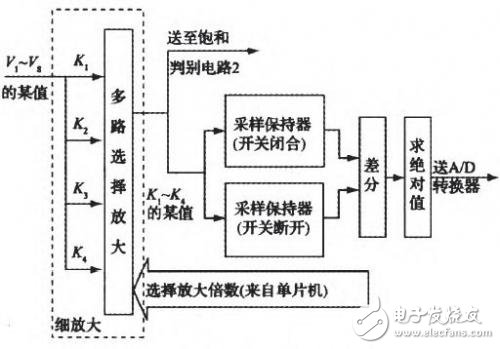 V₁~V₈
的某值
K₁
K₂
K₃
K₄
多路选择放大
细放大
送至饱和
判别电路2
K₁~K₄
的某值
采样保持器
(开关闭合)
采样保持器
(开关断开)
差分
求绝对值
送A/D
转换器
选择放大倍数(来自单片机)
电子发烧友
www.elecfans.com